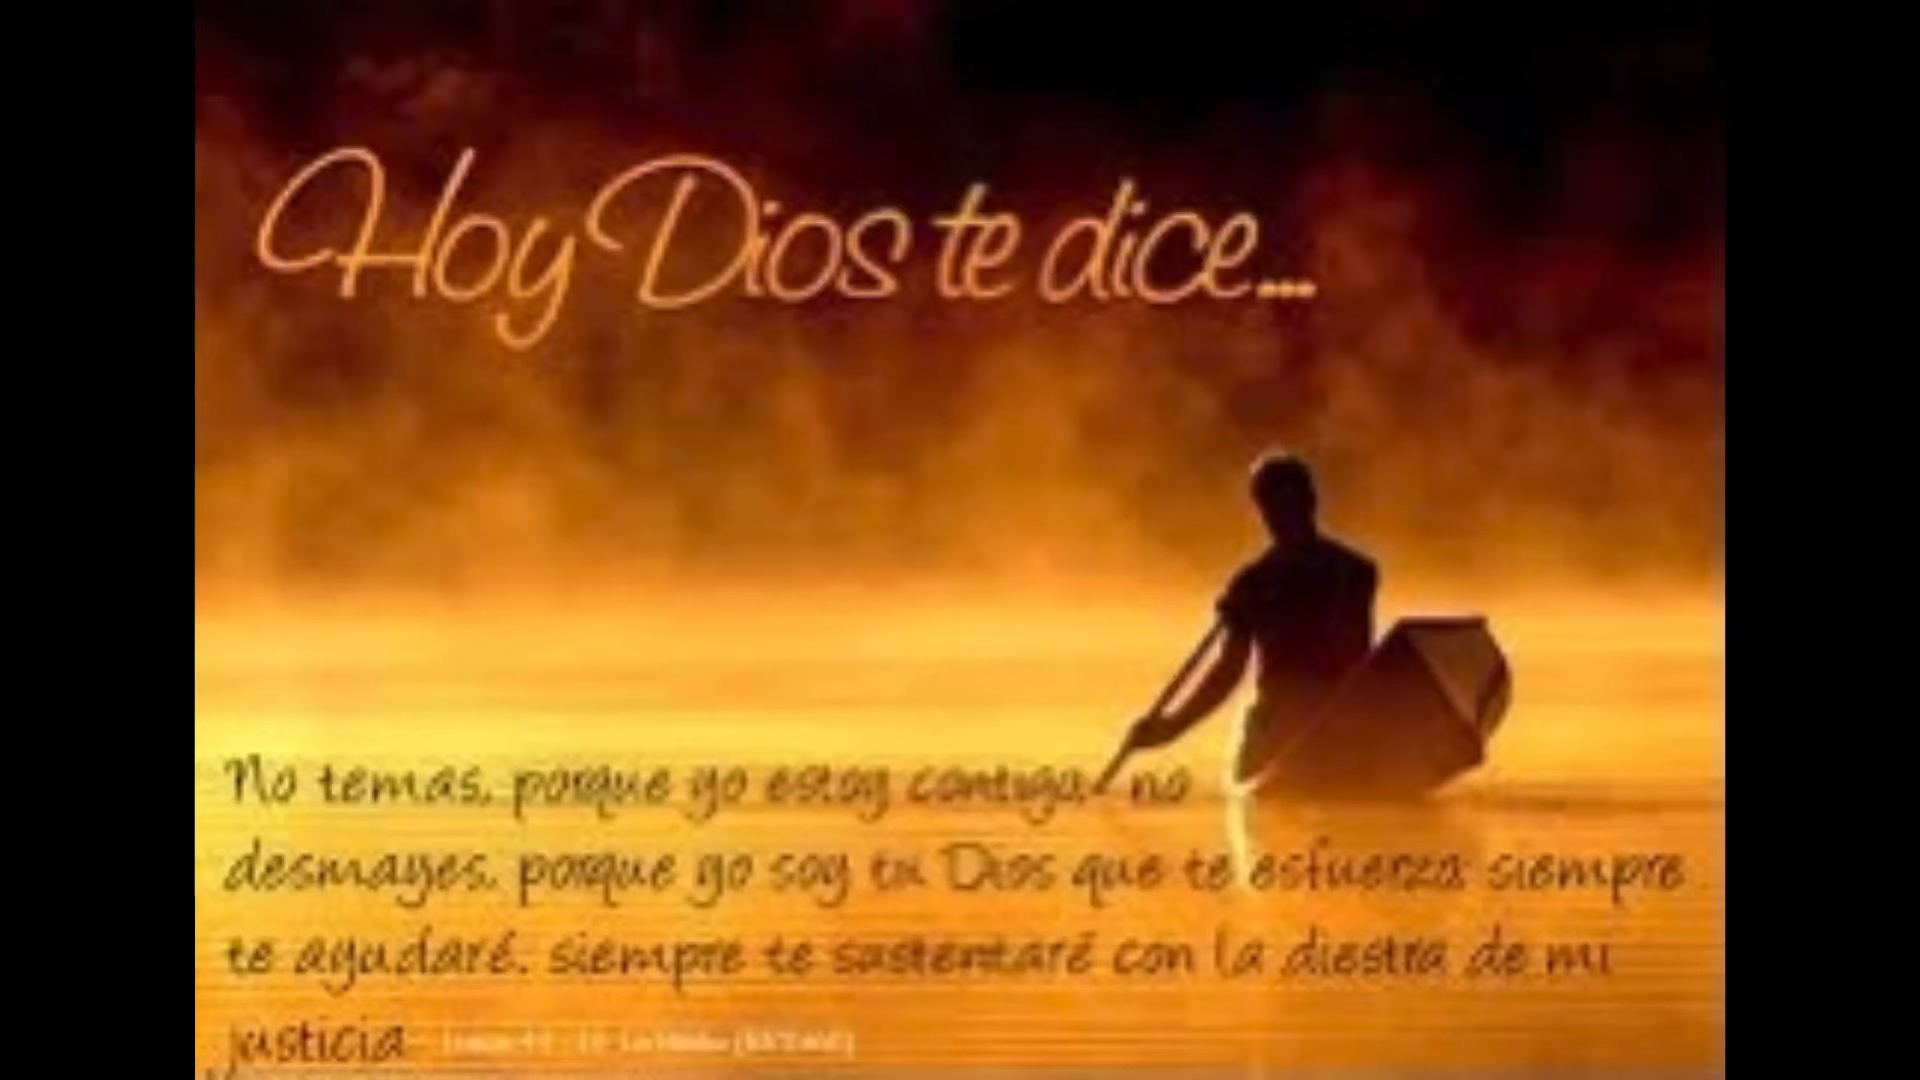 Hoy Dios te dice...
No temas, porque yo estoy contigo no
desmayes, porque yo soy tu Dios que te esfuerzo siempre
te ayudaré, siempre te sustentaré con la diestra de mi
justicia